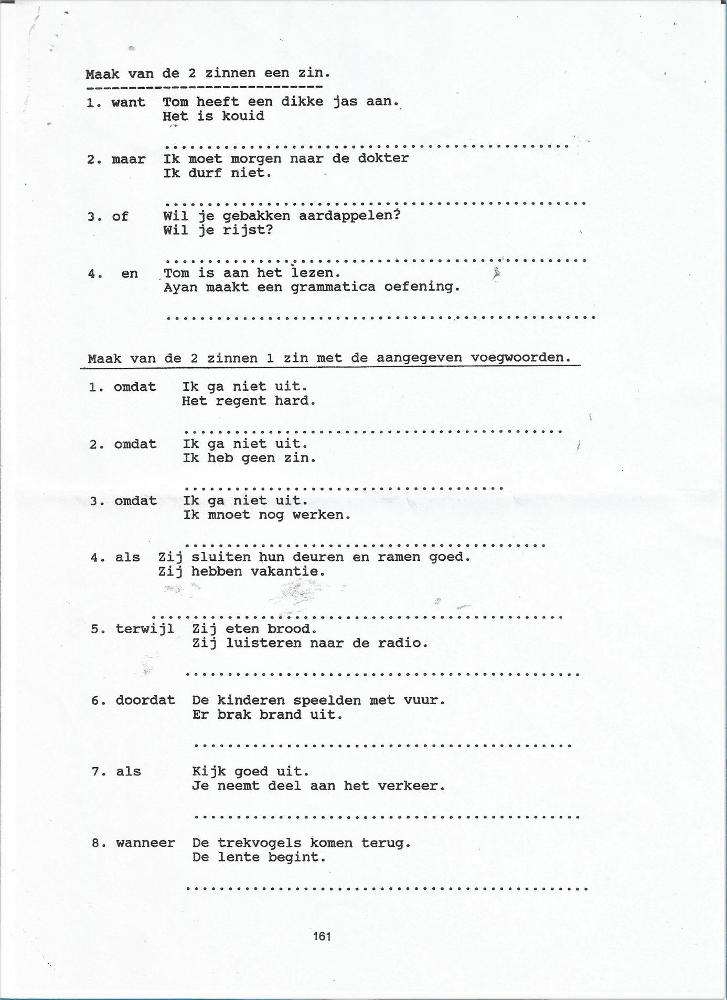 Maak van de 2 zinnen een zin.
----------------------------
1. want Tom heeft een dikke jas aan.
Het is kouid
................................................
2. maar Ik moet morgen naar de dokter
Ik durf niet.
..................................................
3. of Wil je gebakken aardappelen?
Wil je rijst?
..................................................
4. en Tom is aan het lezen.
Ayan maakt een grammatica oefening.
...................................................
Maak van de 2 zinnen 1 zin met de aangegeven voegwoorden.
1. omdat Ik ga niet uit.
Het regent hard.
.............................................
2. omdat Ik ga niet uit.
Ik heb geen zin.
......................................
3. omdat Ik ga niet uit.
Ik mnoet nog werken.
...........................................
4. als Zij sluiten hun deuren en ramen goed.
Zij hebben vakantie.
.................................................
5. terwijl Zij eten brood.
Zij luisteren naar de radio.
...............................................
6. doordat De kinderen speelden met vuur.
Er brak brand uit.
.............................................
7. als Kijk goed uit.
Je neemt deel aan het verkeer.
..............................................
8. wanneer De trekvogels komen terug.
De lente begint.
................................................
161